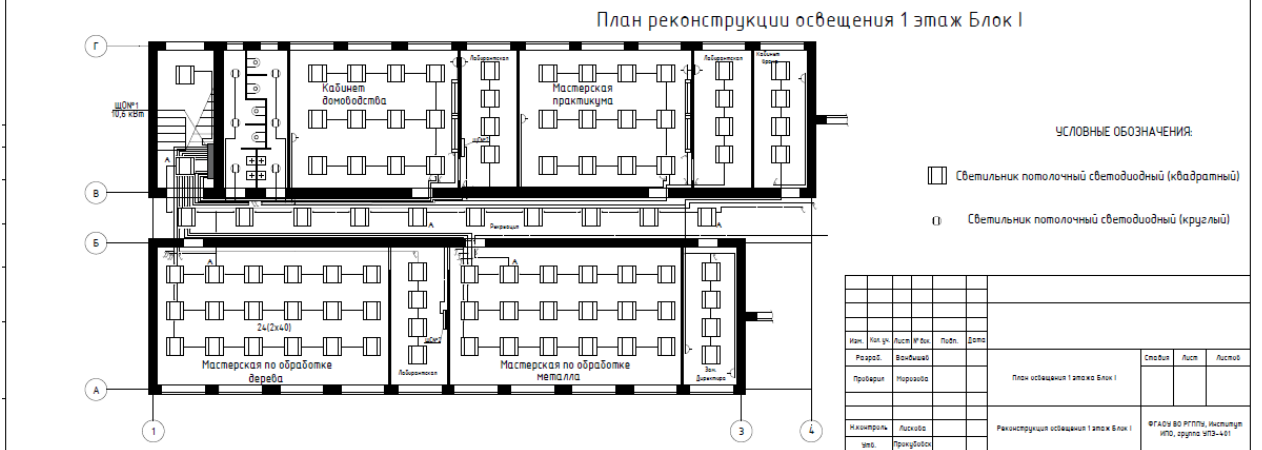 План реконструкции освещения 1 этаж Блок I
Г
Лаборантская
Лаборантская
Кабинет
Кабинет
домоводства
Мастерская
практикума
ЩО№1
10,6 кВт
УСЛОВНЫЕ ОБОЗНАЧЕНИЯ:
А
Светильник потолочный светодиодный (квадратный)
В
Светильник потолочный светодиодный (круглый)
А
А
Рекреация
Б
А
А
24(2х40)
Мастерская по обработке
дерева
Лаборантская
Мастерская по обработке
металла
Зам.
Директора
А
1
3
4
Изм.
Кол. уч.
Лист
№ док.
Подп.
Дата
Разраб.
Проверил
Морозова
План освещения 1 этажа Блок I
Стадия
Лист
Листов
Н.контроль
Лискова
Утв.
Прокубовск
Реконструкция освещения 1 этаж Блок I
ФГАОУ ВО РГППУ, Институт
ИПО, группа УПЭ-401